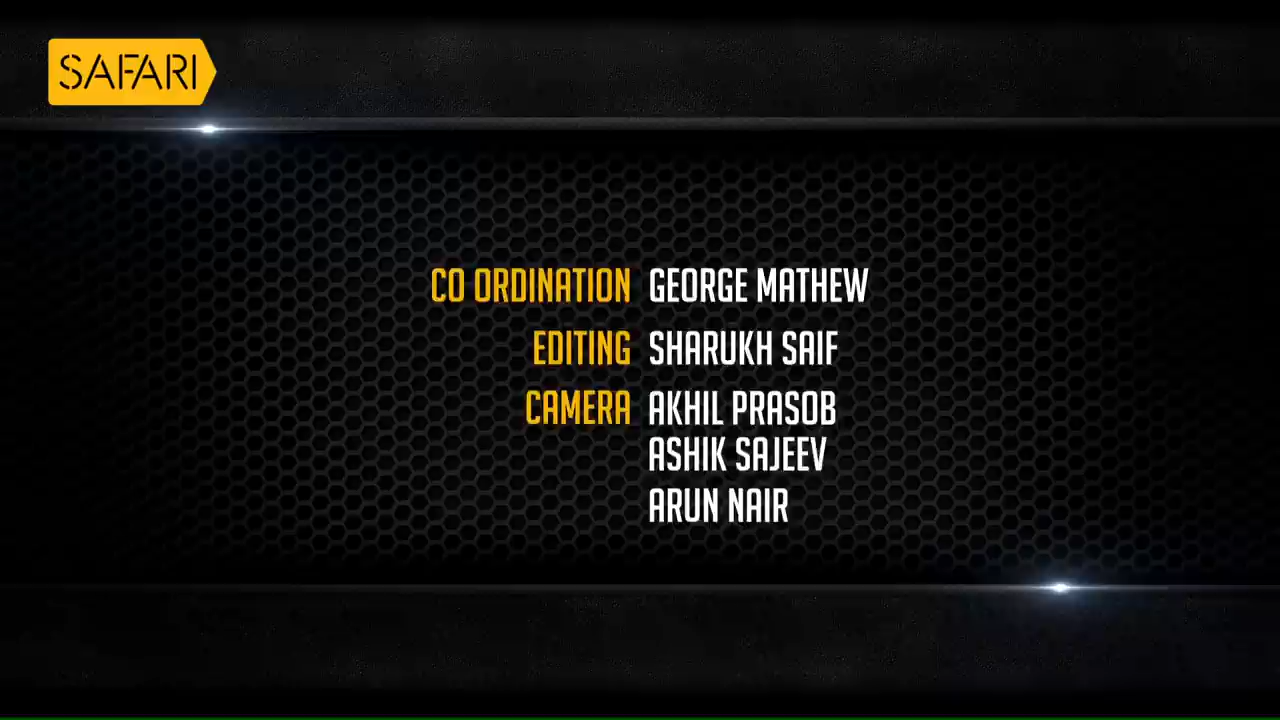 SAFARI
CO ORDINATION GEORGE MATHEW
EDITING SHARUKH SAIF
CAMERA AKHIL PRASOB
ASHIK SAJEEV
ARUN NAIR